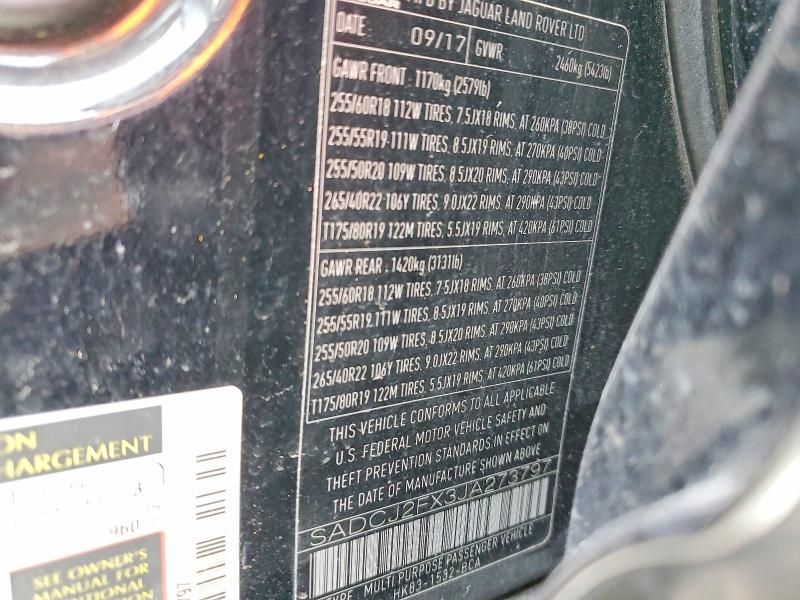 MFD BY JAGUAR LAND ROVER LTD
DATE 09/17 GVWR 2460kg (5423lb)
GAWR FRONT : 1170kg (2579lb)
255/60R18 112W TIRES, 7.5JX18 RIMS, AT 260KPA (38PSI) COLD
255/55R19 111W TIRES, 8.5JX19 RIMS, AT 270KPA (40PSI) COLD
255/50R20 109W TIRES, 8.5JX20 RIMS, AT 290KPA (43PSI) COLD
265/40R22 106Y TIRES, 9.0JX22 RIMS, AT 290KPA (43PSI) COLD
T175/80R19 122M TIRES, 5.5JX19 RIMS, AT 420KPA (61PSI) COLD
GAWR REAR : 1420kg (3131lb)
255/60R18 112W TIRES, 7.5JX18 RIMS, AT 260KPA (38PSI) COLD
255/55R19 111W TIRES, 8.5JX19 RIMS, AT 270KPA (40PSI) COLD
255/50R20 109W TIRES, 8.5JX20 RIMS, AT 290KPA (43PSI) COLD
265/40R22 106Y TIRES, 9.0JX22 RIMS, AT 290KPA (43PSI) COLD
T175/80R19 122M TIRES, 5.5JX19 RIMS, AT 420KPA (61PSI) COLD
THIS VEHICLE CONFORMS TO ALL APPLICABLE
U.S. FEDERAL MOTOR VEHICLE SAFETY AND
THEFT PREVENTION STANDARDS IN EFFECT ON
THE DATE OF MANUFACTURE SHOWN ABOVE
SADCJ2FX3JA273797
TYPE : MULTI PURPOSE PASSENGER VEHICLE
HK83-1532-BCA
ON
HARGEMENT
3
960
SEE OWNER'S
MANUAL FOR
DITIONAL